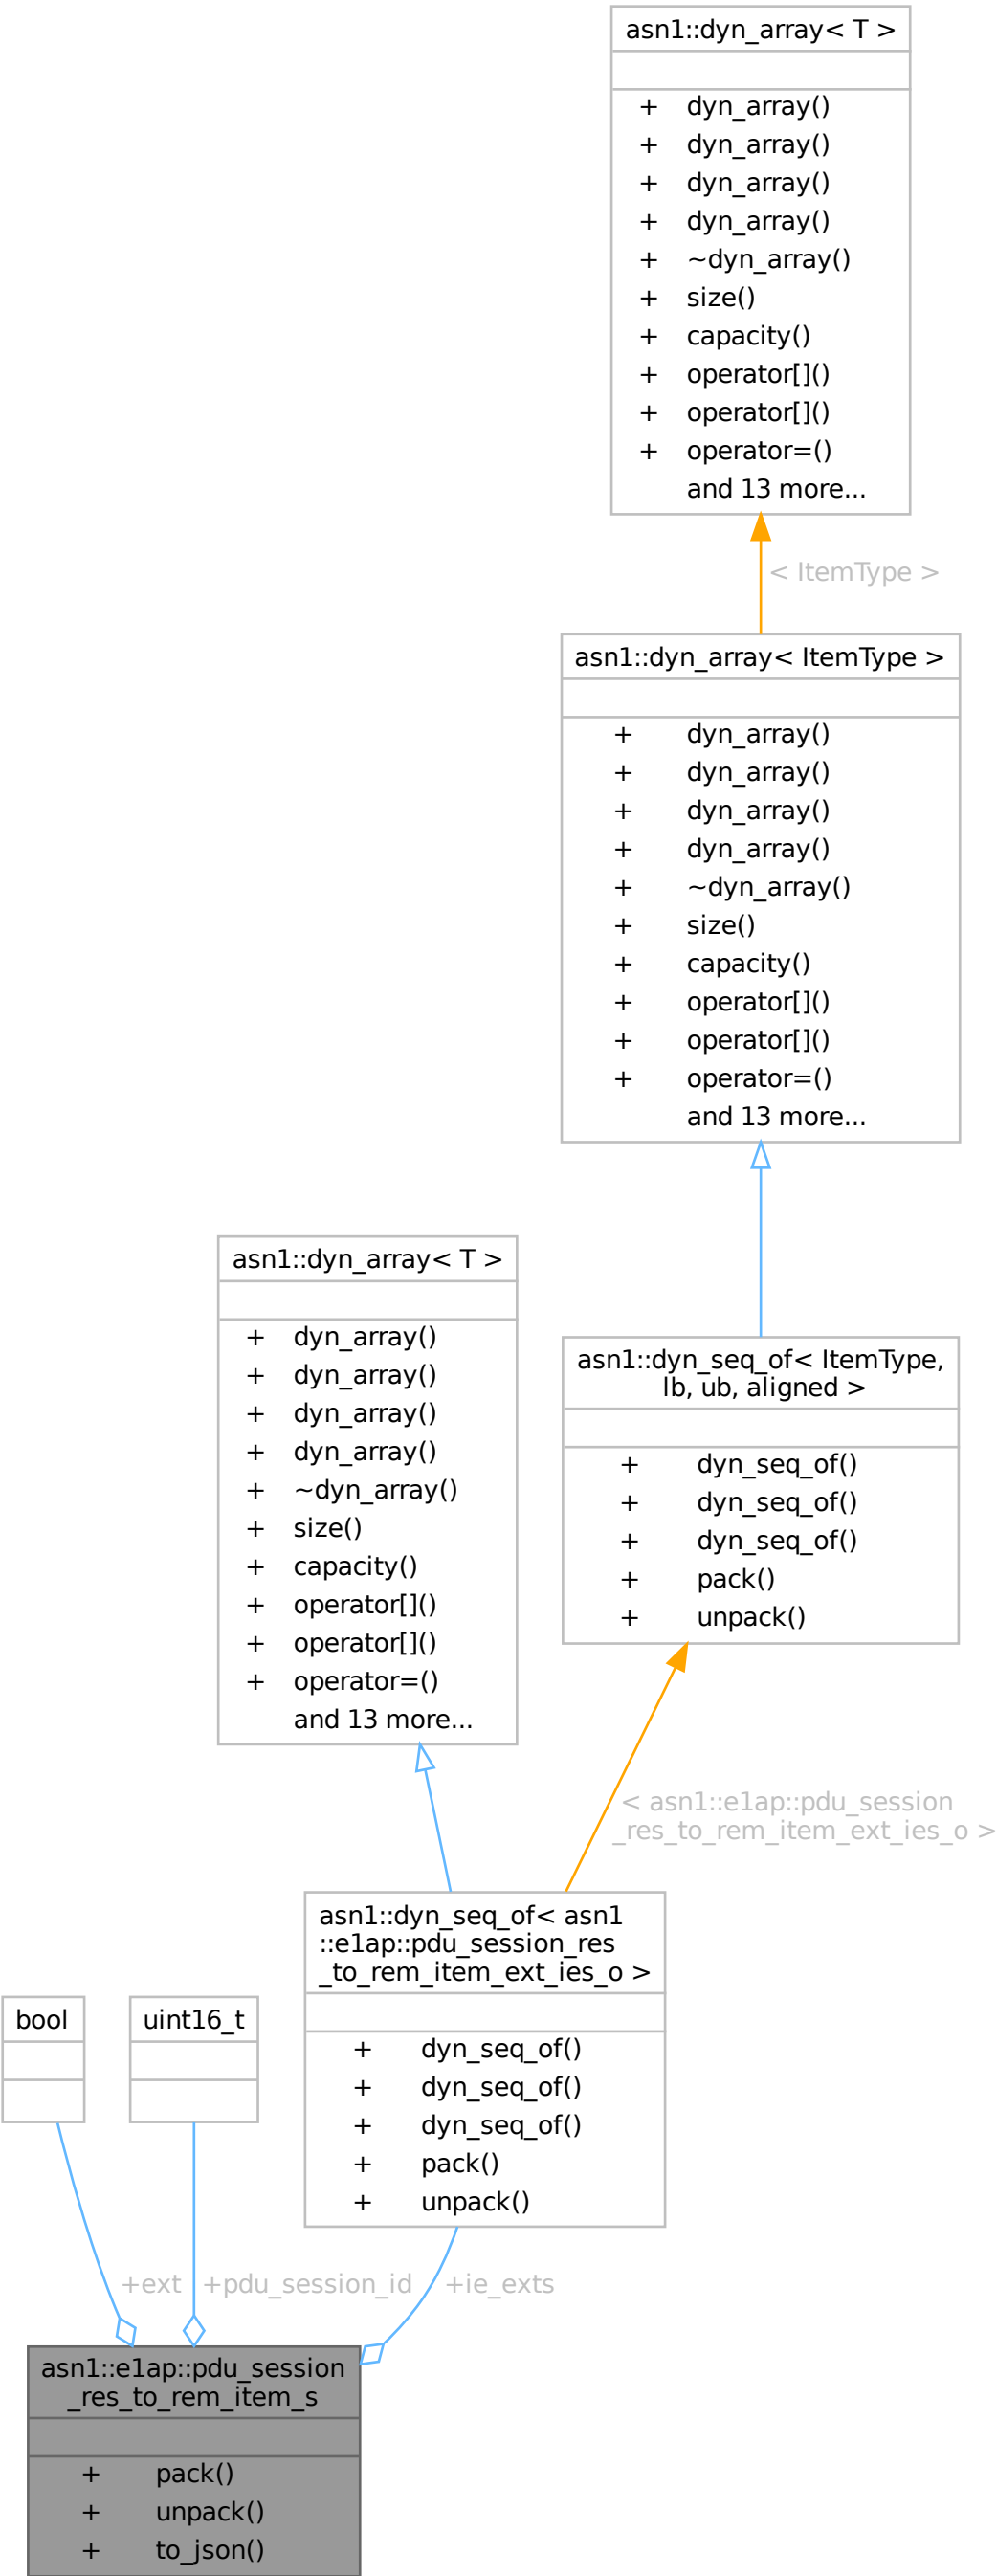 asn1::dyn_array< T >
+ dyn_array()
+ dyn_array()
+ dyn_array()
+ dyn_array()
+ ~dyn_array()
+ size()
+ capacity()
+ operator[]()
+ operator[]()
+ operator=()
and 13 more...
< ItemType >
asn1::dyn_array< ItemType >
+ dyn_array()
+ dyn_array()
+ dyn_array()
+ dyn_array()
+ ~dyn_array()
+ size()
+ capacity()
+ operator[]()
+ operator[]()
+ operator=()
and 13 more...
asn1::dyn_array< T >
+ dyn_array()
+ dyn_array()
+ dyn_array()
+ dyn_array()
+ ~dyn_array()
+ size()
+ capacity()
+ operator[]()
+ operator[]()
+ operator=()
and 13 more...
asn1::dyn_seq_of< ItemType,
lb, ub, aligned >
+ dyn_seq_of()
+ dyn_seq_of()
+ dyn_seq_of()
+ pack()
+ unpack()
< asn1::e1ap::pdu_session
_res_to_rem_item_ext_ies_o >
asn1::dyn_seq_of< asn1
::e1ap::pdu_session_res
_to_rem_item_ext_ies_o >
+ dyn_seq_of()
+ dyn_seq_of()
+ dyn_seq_of()
+ pack()
+ unpack()
bool
uint16_t
+ext
+pdu_session_id
+ie_exts
asn1::e1ap::pdu_session
_res_to_rem_item_s
+ pack()
+ unpack()
+ to_json()